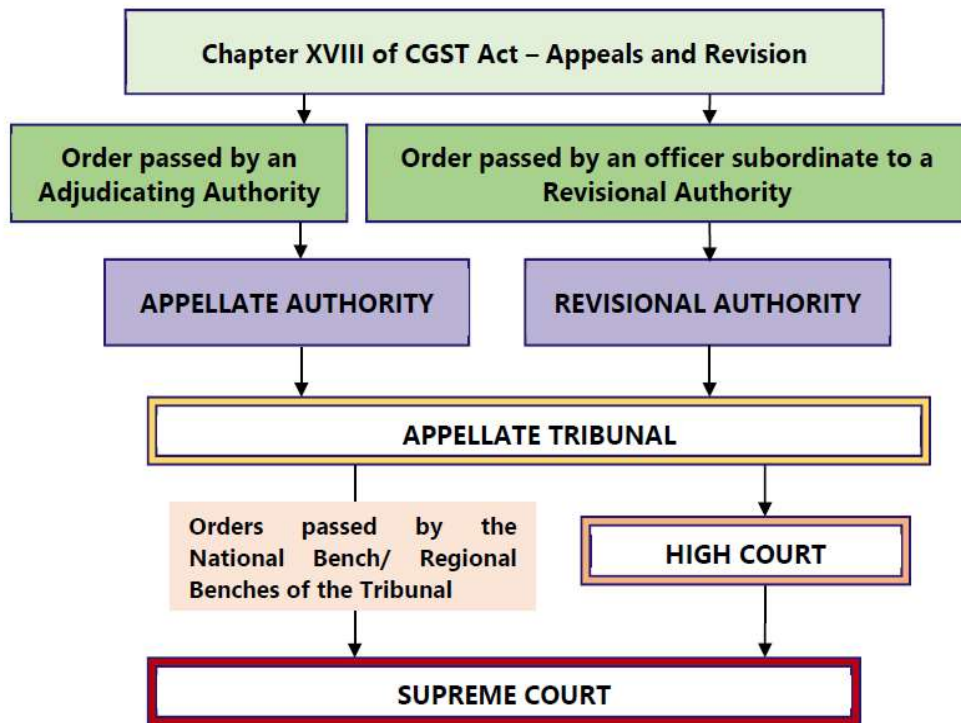 Chapter XVIII of CGST Act – Appeals and Revision
Order passed by an
Adjudicating Authority
Order passed by an officer subordinate to a
Revisional Authority
APPELLATE AUTHORITY
REVISIONAL AUTHORITY
APPELLATE TRIBUNAL
Orders passed by the
National Bench/ Regional
Benches of the Tribunal
HIGH COURT
SUPREME COURT